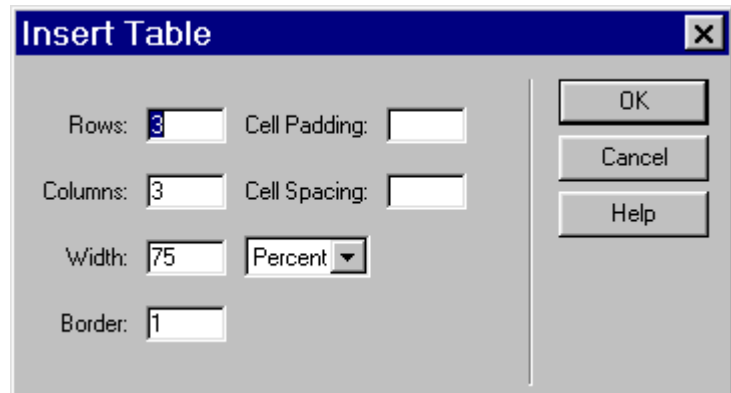 Insert Table
Rows: 3 Cell Padding:
OK
Columns: 3 Cell Spacing:
Cancel
Help
Width: 75 Percent
Border: 1